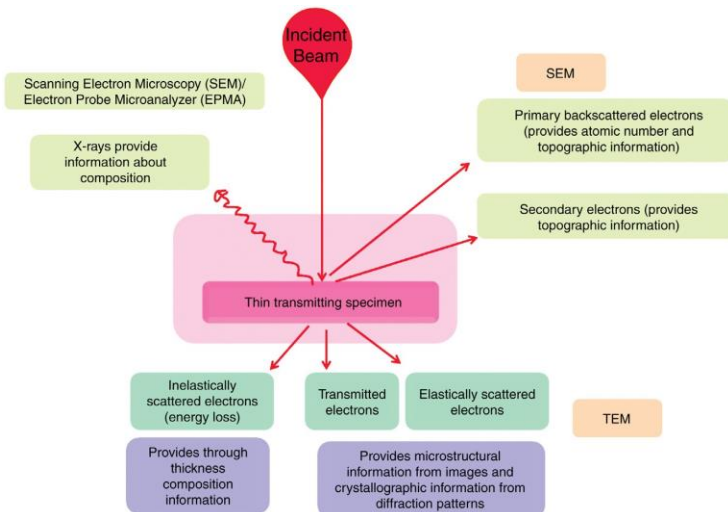 Incident
Beam
Scanning Electron Microscopy (SEM)/
Electron Probe Microanalyzer (EPMA)
SEM
Primary backscattered electrons
(provides atomic number and
topographic information)
X-rays provide
information about
composition
Secondary electrons (provides
topographic information)
Thin transmitting specimen
Inelastically
scattered electrons
(energy loss)
Transmitted
electrons
Elastically scattered
electrons
TEM
Provides through
thickness
composition
information
Provides microstructural
information from images and
crystallographic information from
diffraction patterns